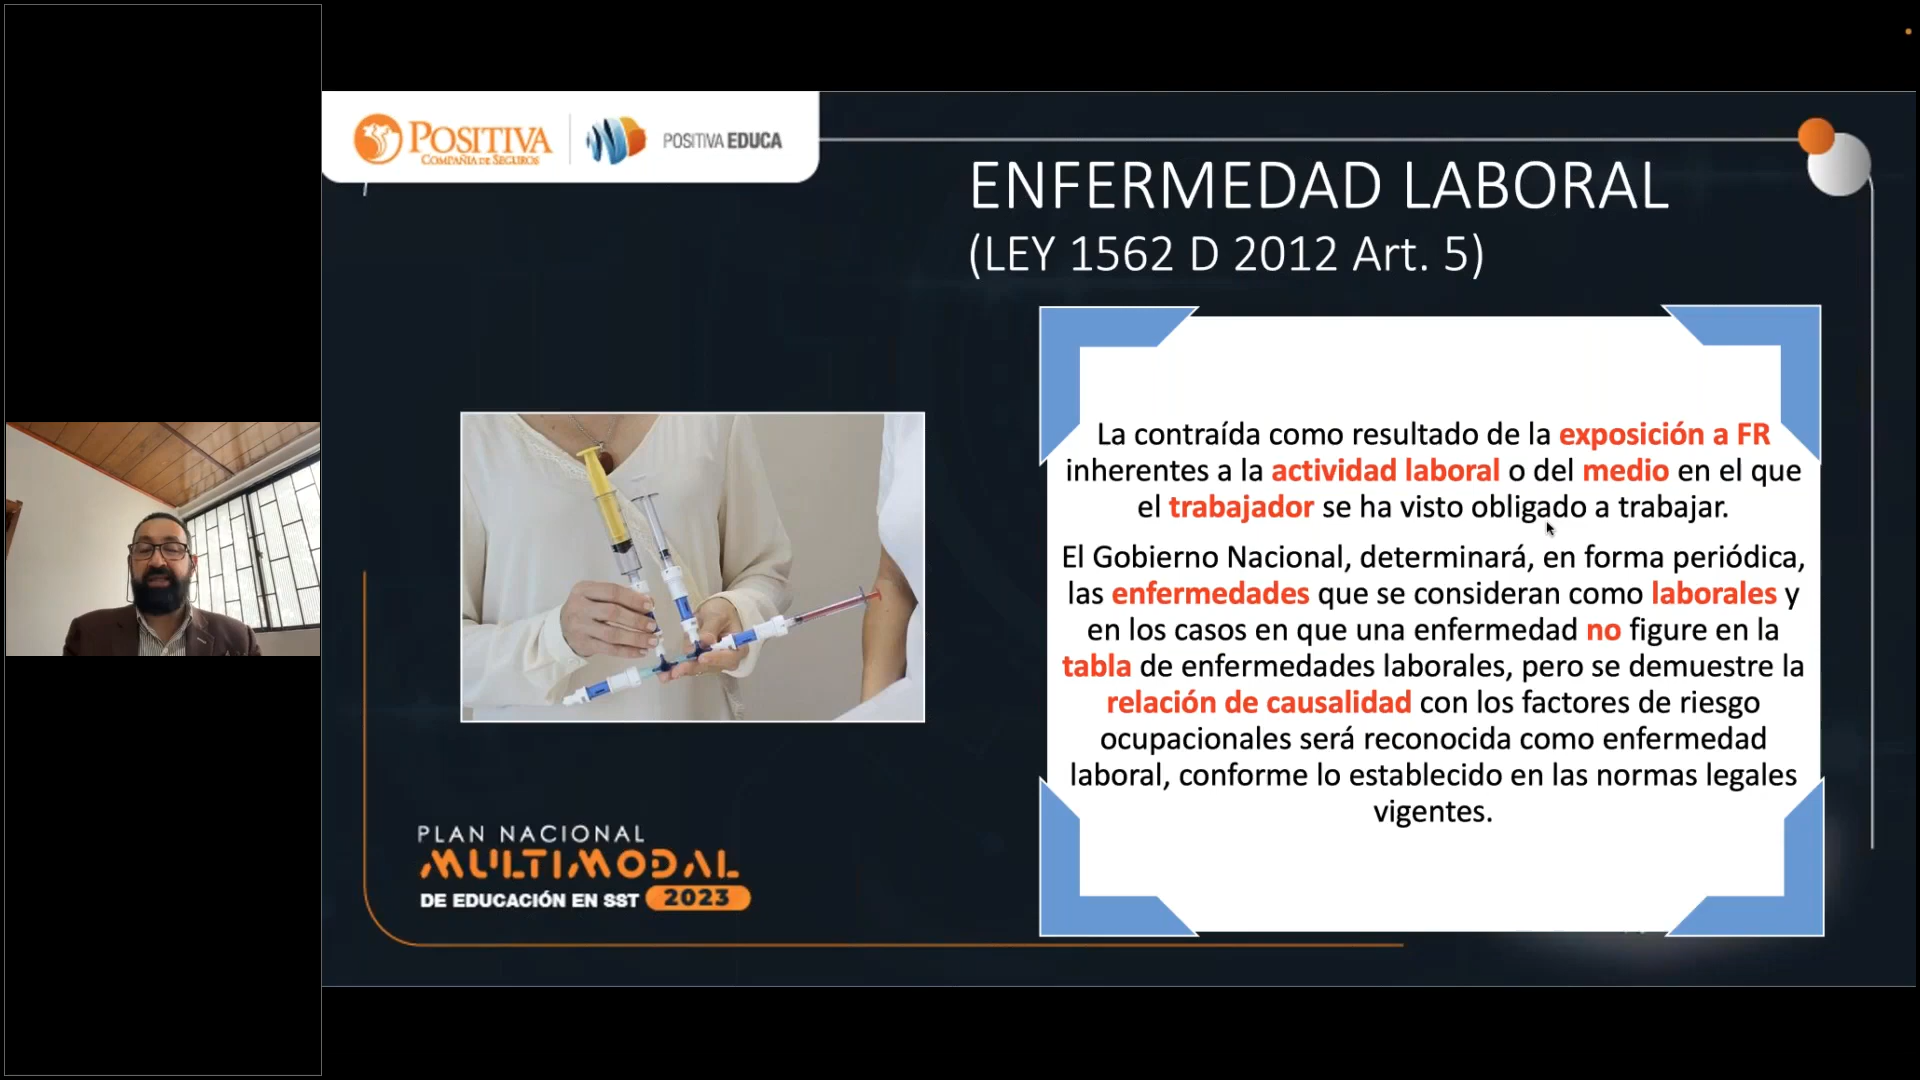 POSITIVA
COMPAÑIA DE SEGUROS
POSITIVA EDUCA
ENFERMEDAD LABORAL
(LEY 1562 D 2012 Art. 5)
La contraída como resultado de la exposición a FR
inherentes a la actividad laboral o del medio en el que
el trabajador se ha visto obligado a trabajar.
El Gobierno Nacional, determinará, en forma periódica,
las enfermedades que se consideran como laborales y
en los casos en que una enfermedad no figure en la
tabla de enfermedades laborales, pero se demuestre la
relación de causalidad con los factores de riesgo
ocupacionales será reconocida como enfermedad
laboral, conforme lo establecido en las normas legales
vigentes.
PLAN NACIONAL
MULTIMODAL
DE EDUCACIÓN EN SST 2023